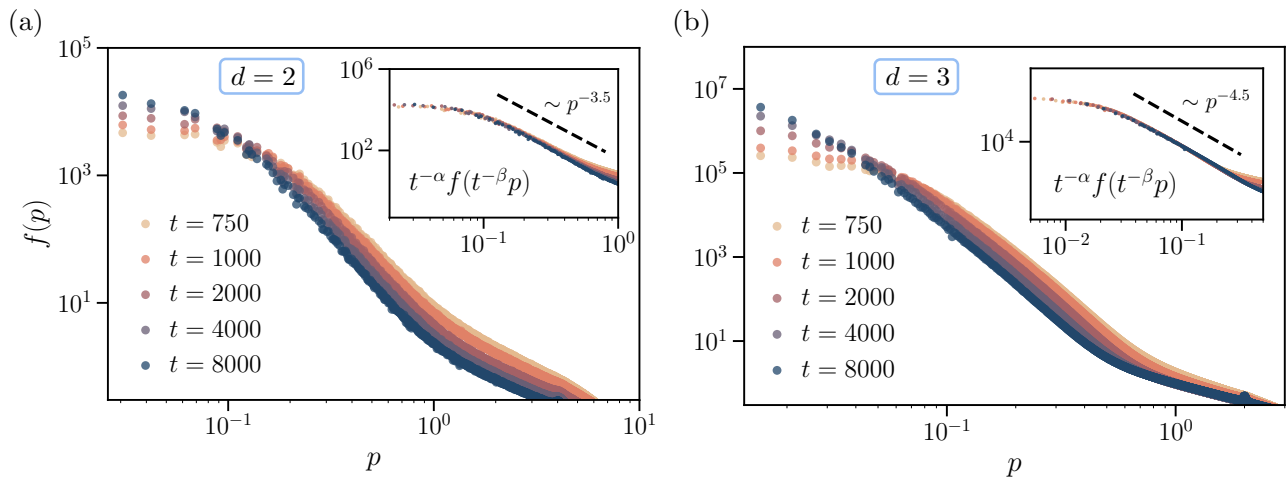 (a)
d = 2
f(p)
10^5
10^3
10^1
10^{-1}
10^0
10^1
p
t = 750
t = 1000
t = 2000
t = 4000
t = 8000
10^6
10^2
10^{-1}
10^0
∼ p^{-3.5}
t^{-α} f(t^{-β} p)
(b)
d = 3
10^7
10^5
10^3
10^1
10^{-1}
10^0
p
t = 750
t = 1000
t = 2000
t = 4000
t = 8000
10^4
10^{-2}
10^{-1}
∼ p^{-4.5}
t^{-α} f(t^{-β} p)